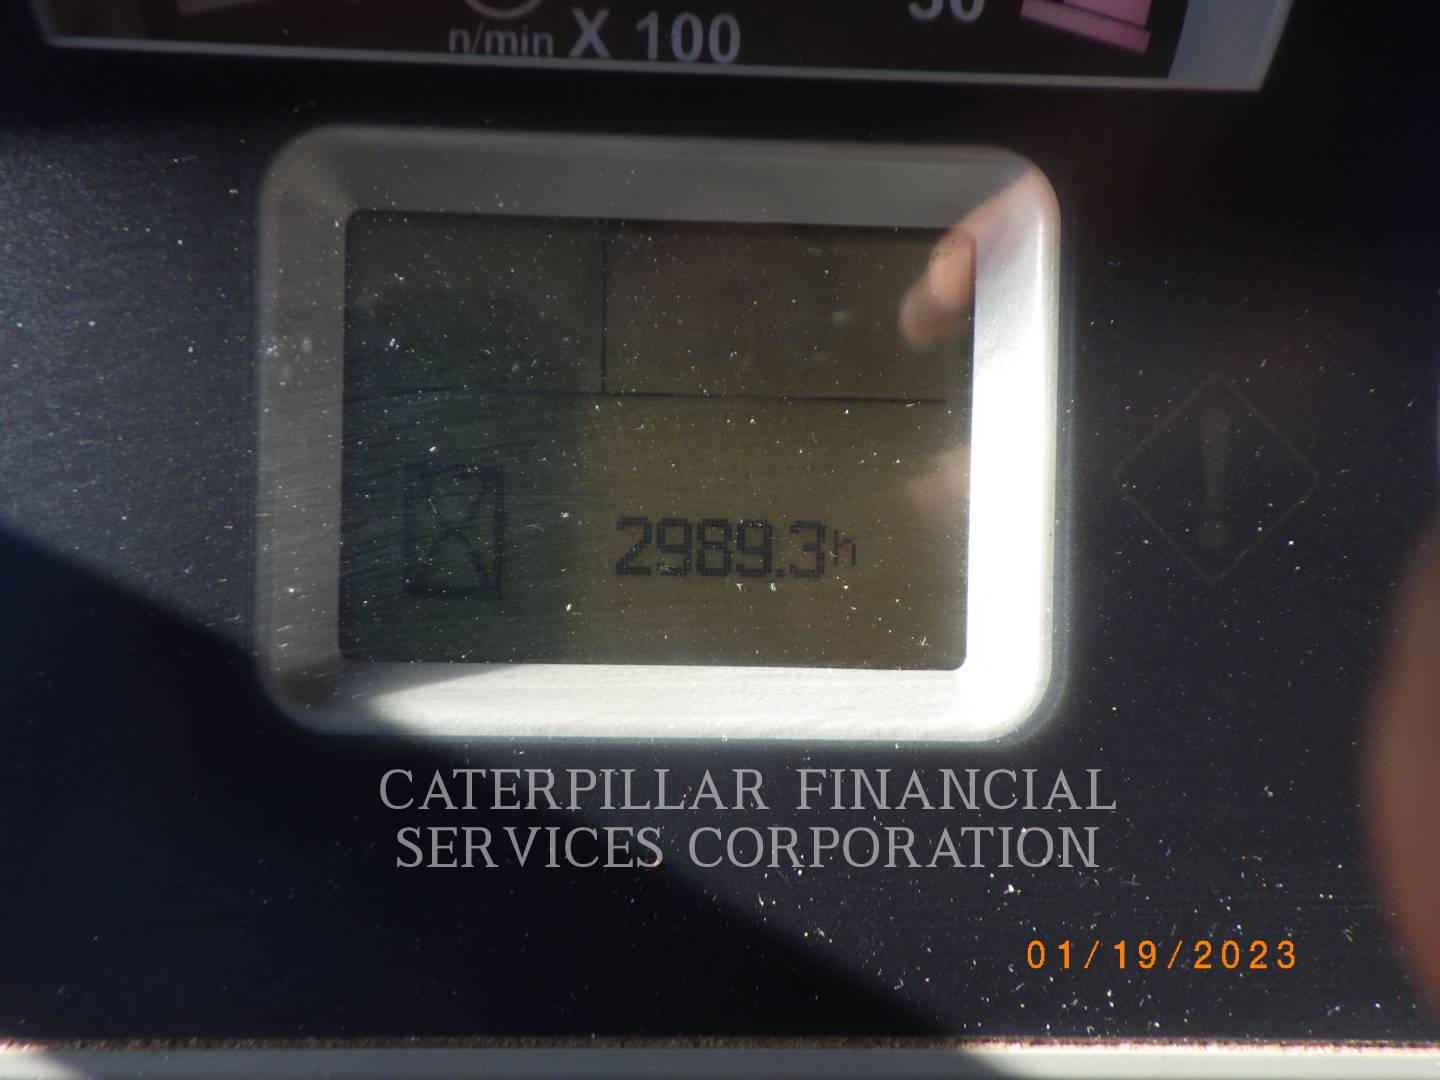 n/min X 100
2989.3h
CATERPILLAR FINANCIAL
SERVICES CORPORATION
01/19/2023